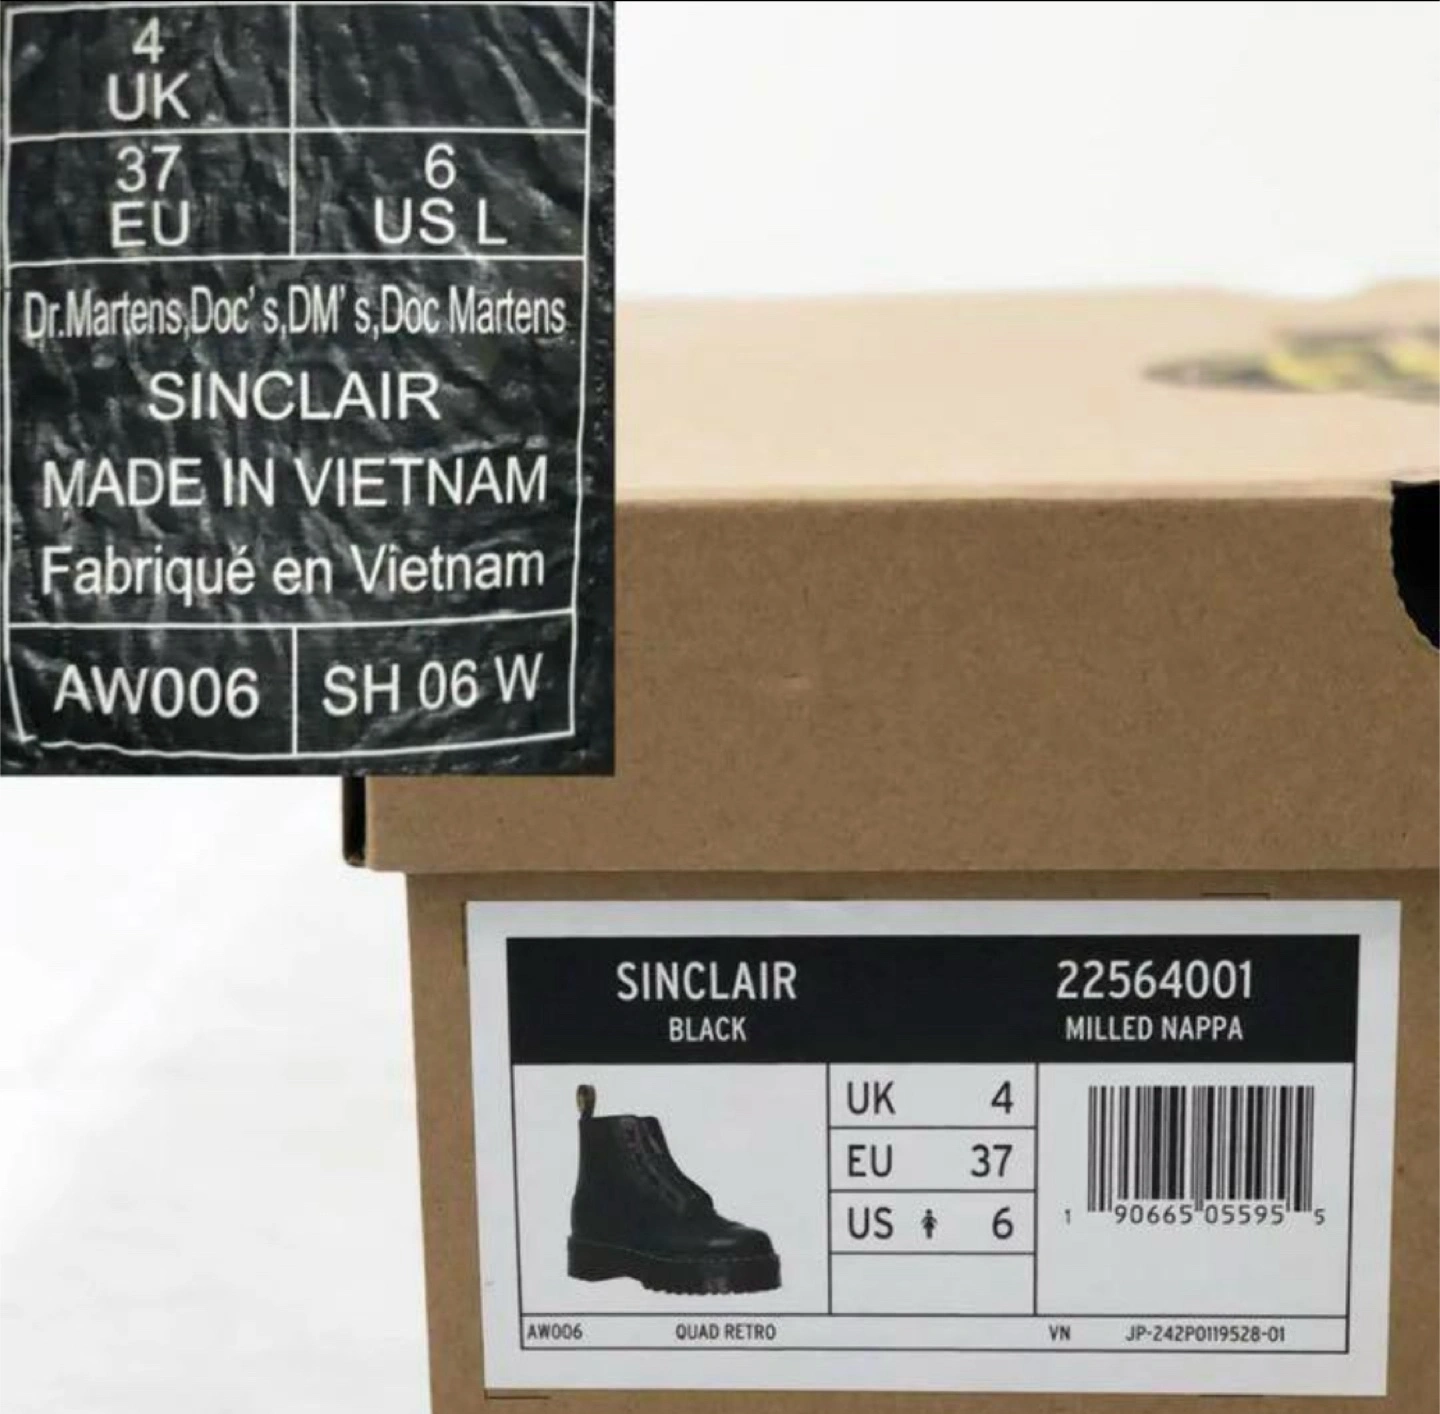 4
UK
37
EU
6
US L
Dr.Martens,Doc' s,DM' s,Doc Martens
SINCLAIR
MADE IN VIETNAM
Fabriqué en Vietnam
AW006
SH 06 W
SINCLAIR
BLACK
22564001
MILLED NAPPA
UK 4
EU 37
US 6
1 90665 05595 5
AW006 QUAD RETRO VN JP-242P0119528-01